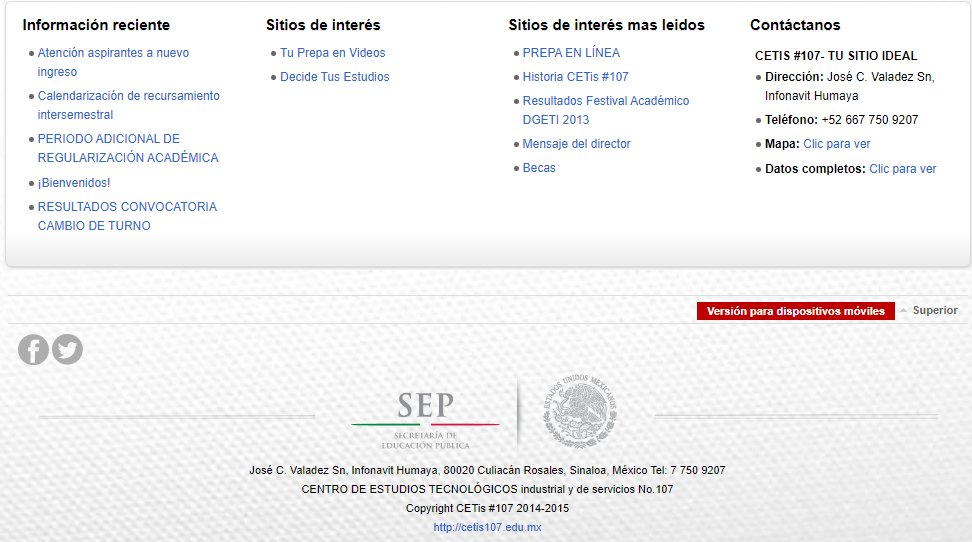 Información reciente
Atención aspirantes a nuevo
ingreso
Calendarización de recursamiento
intersemestral
PERIODO ADICIONAL DE
REGULARIZACIÓN ACADÉMICA
¡Bienvenidos!
RESULTADOS CONVOCATORIA
CAMBIO DE TURNO
Sitios de interés
Tu Prepa en Videos
Decide Tus Estudios
Sitios de interés mas leidos
PREPA EN LÍNEA
Historia CETis #107
Resultados Festival Académico
DGETI 2013
Mensaje del director
Becas
Contáctanos
CETIS #107- TU SITIO IDEAL
Dirección: José C. Valadez Sn,
Infonavit Humaya
Teléfono: +52 667 750 9207
Mapa: Clic para ver
Datos completos: Clic para ver
Versión para dispositivos móviles
Superior
SEP
SECRETARÍA DE
EDUCACIÓN PÚBLICA
ESTADOS UNIDOS MEXICANOS
José C. Valadez Sn, Infonavit Humaya, 80020 Culiacán Rosales, Sinaloa, México Tel: 7 750 9207
CENTRO DE ESTUDIOS TECNOLÓGICOS industrial y de servicios No.107
Copyright CETis #107 2014-2015
http://cetis107.edu.mx